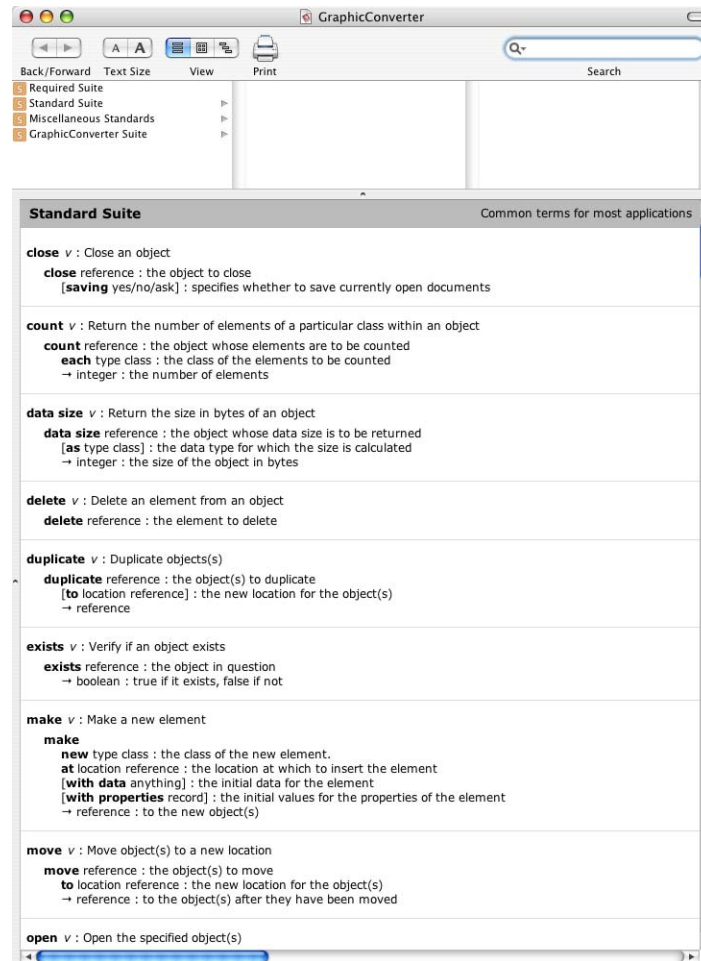 GraphicConverter
A A
Back/Forward Text Size View Print Search
S Required Suite
S Standard Suite
S Miscellaneous Standards
S GraphicConverter Suite
Standard Suite Common terms for most applications
close v : Close an object
close reference : the object to close
[saving yes/no/ask] : specifies whether to save currently open documents
count v : Return the number of elements of a particular class within an object
count reference : the object whose elements are to be counted
each type class : the class of the elements to be counted
→ integer : the number of elements
data size v : Return the size in bytes of an object
data size reference : the object whose data size is to be returned
[as type class] : the data type for which the size is calculated
→ integer : the size of the object in bytes
delete v : Delete an element from an object
delete reference : the element to delete
duplicate v : Duplicate objects(s)
duplicate reference : the object(s) to duplicate
[to location reference] : the new location for the object(s)
→ reference
exists v : Verify if an object exists
exists reference : the object in question
→ boolean : true if it exists, false if not
make v : Make a new element
make
new type class : the class of the new element.
at location reference : the location at which to insert the element
[with data anything] : the initial data for the element
[with properties record] : the initial values for the properties of the element
→ reference : to the new object(s)
move v : Move object(s) to a new location
move reference : the object(s) to move
to location reference : the new location for the object(s)
→ reference : to the object(s) after they have been moved
open v : Open the specified object(s)